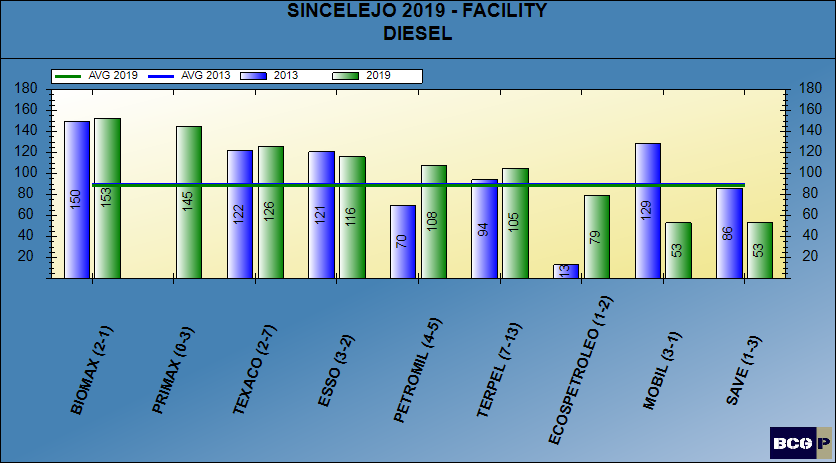 SINCELEJO 2019 - FACILITY
DIESEL
AVG 2019 AVG 2013 2013 2019
180 180
160 160
140 140
120 120
100 100
80 80
60 60
40 40
20 20
150 153 145 122 126 121 116 70 108 94 105 13 79 129 53 86 53
BIOMAX (2-1)
PRIMAX (0-3)
TEXACO (2-7)
ESSO (3-2)
PETROMIL (4-5)
TERPEL (7-13)
ECOSPETROLEO (1-2)
MOBIL (3-1)
SAVE (1-3)
BCG P